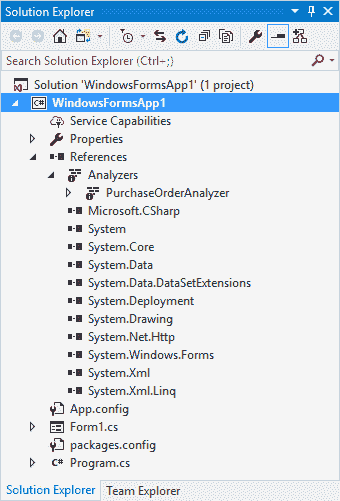 Solution Explorer
Search Solution Explorer (Ctrl+;)
Solution 'WindowsFormsApp1' (1 project)
C# WindowsFormsApp1
Service Capabilities
Properties
References
Analyzers
PurchaseOrderAnalyzer
Microsoft.CSharp
System
System.Core
System.Data
System.Data.DataSetExtensions
System.Deployment
System.Drawing
System.Net.Http
System.Windows.Forms
System.Xml
System.Xml.Linq
App.config
Form1.cs
packages.config
C# Program.cs
Solution Explorer Team Explorer